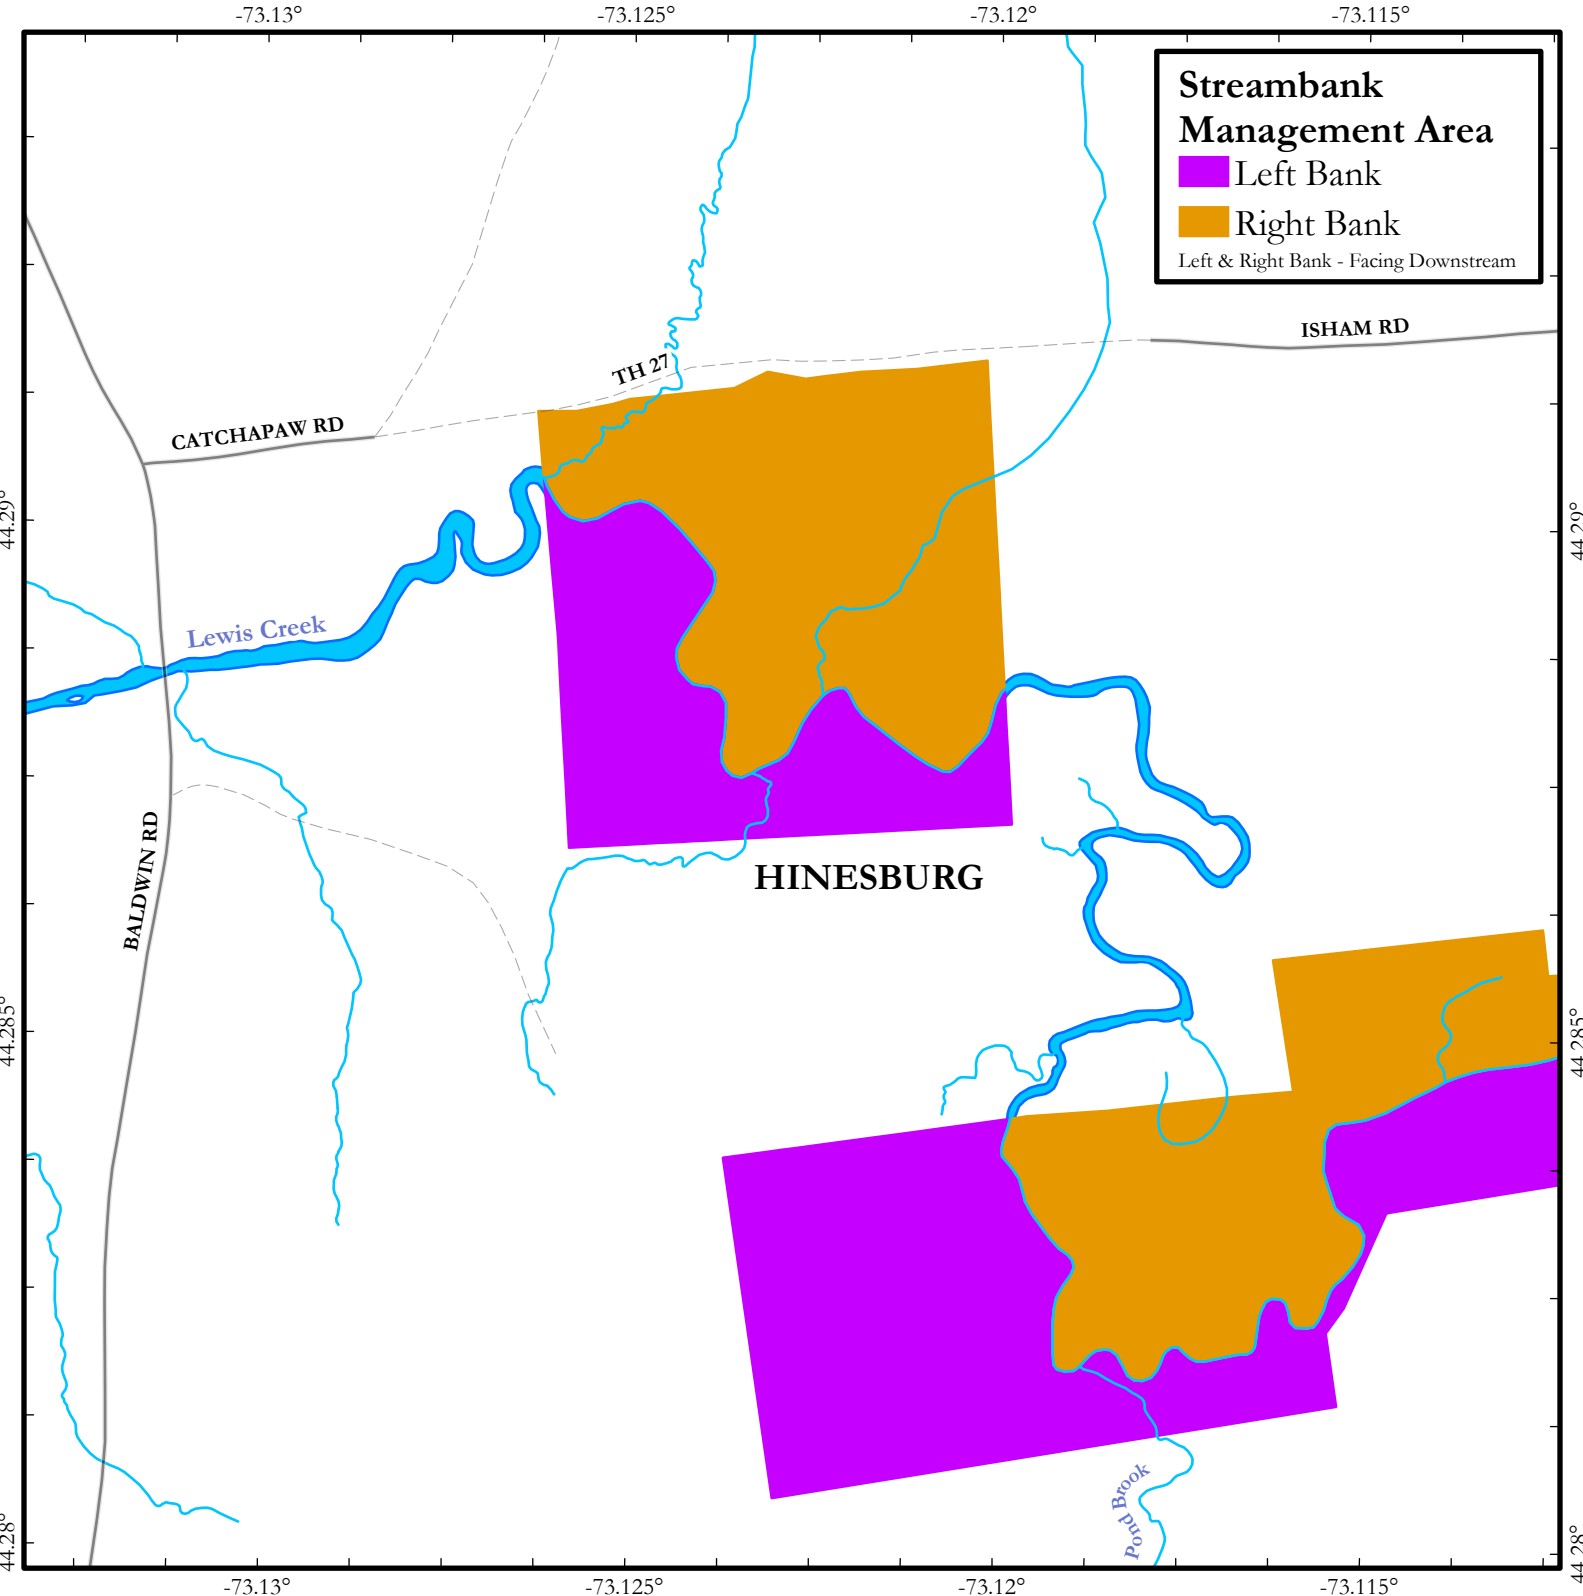 -73.13°
-73.125°
-73.12°
-73.115°
Streambank
Management Area
Left Bank
Right Bank
Left & Right Bank - Facing Downstream
ISHAM RD
TH 27
CATCHAPAW RD
44.29°
44.29°
Lewis Creek
BALDWIN RD
HINESBURG
44.285°
44.285°
Pond Brook
44.28°
44.28°
-73.13°
-73.125°
-73.12°
-73.115°